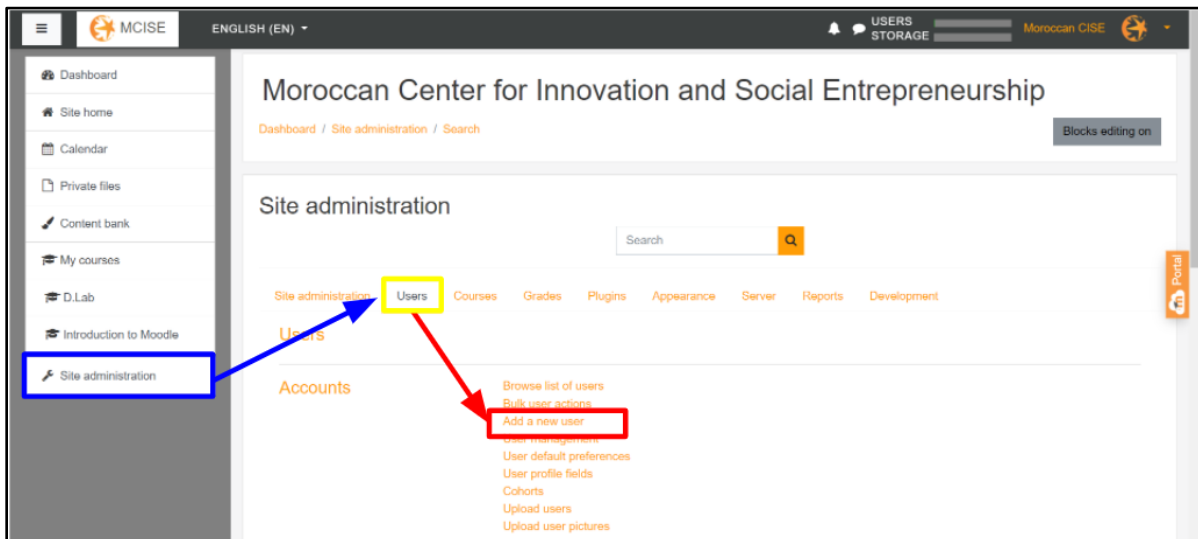 MCISE
ENGLISH (EN)
USERS
STORAGE
Moroccan CISE
Dashboard
Site home
Calendar
Private files
Content bank
My courses
D.Lab
Introduction to Moodle
Site administration
Moroccan Center for Innovation and Social Entrepreneurship
Dashboard / Site administration / Search
Blocks editing on
Site administration
Search
Site administration Users Courses Grades Plugins Appearance Server Reports Development
Users
Accounts
Browse list of users
Bulk user actions
Add a new user
User management
User default preferences
User profile fields
Cohorts
Upload users
Upload user pictures
Portal